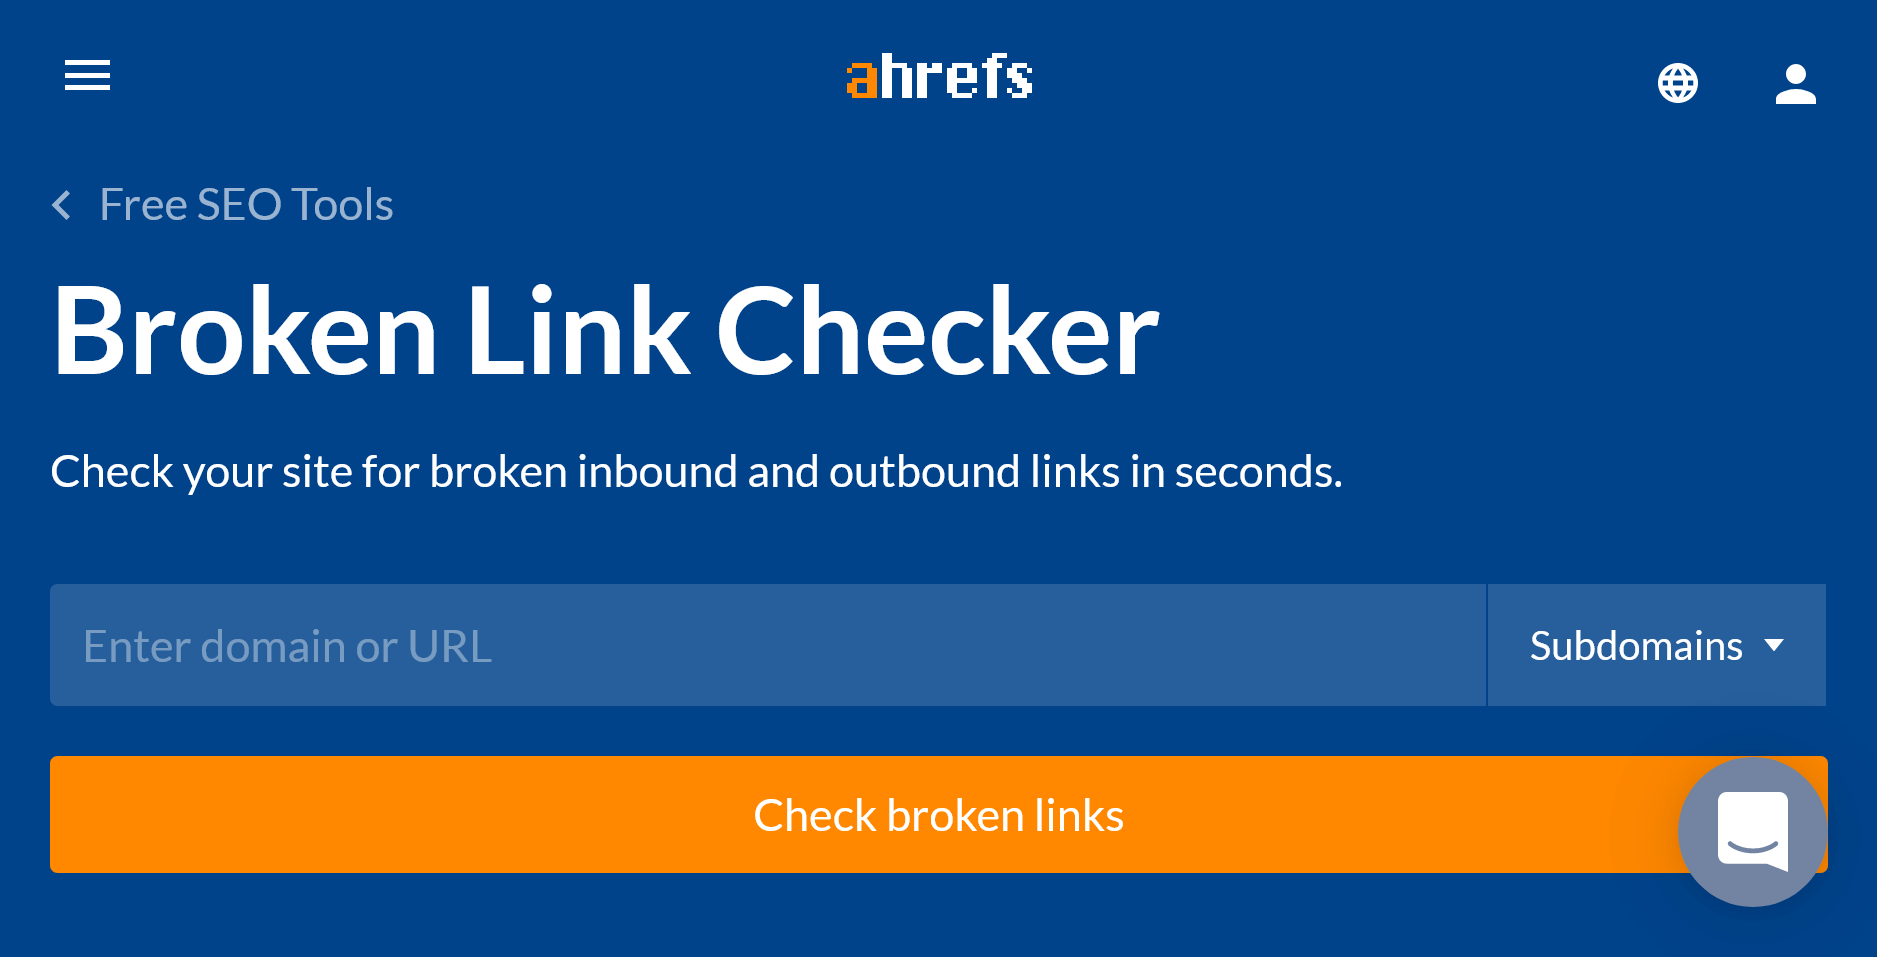 ahrefs
Free SEO Tools
Broken Link Checker
Check your site for broken inbound and outbound links in seconds.
Enter domain or URL
Subdomains
Check broken links